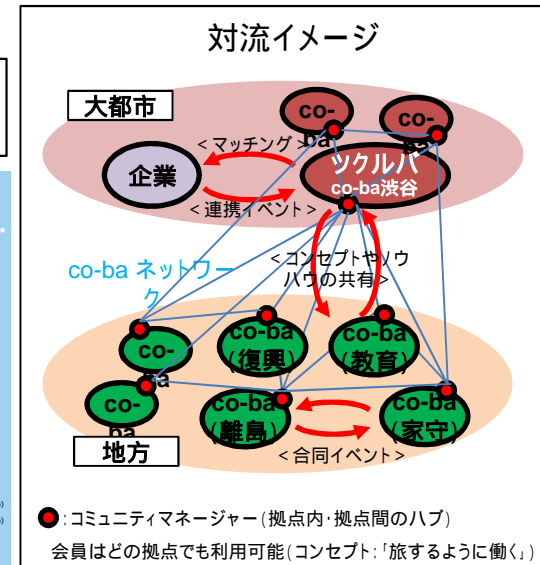 対流イメージ
大都市
co-
ba
co-
ba
<マッチング>
ツクルバ
co-ba渋谷
企業
<連携イベント>
<コンセプトやノウ
ハウの共有>
co-ba ネットワー
ク
co-
ba
co-ba
(復興)
co-ba
(教育)
co-
ba
co-ba
(離島)
co-ba
(家守)
地方
<合同イベント>
:コミュニティマネージャー(拠点内・拠点間のハブ)
会員はどの拠点でも利用可能(コンセプト:「旅するように働く」)